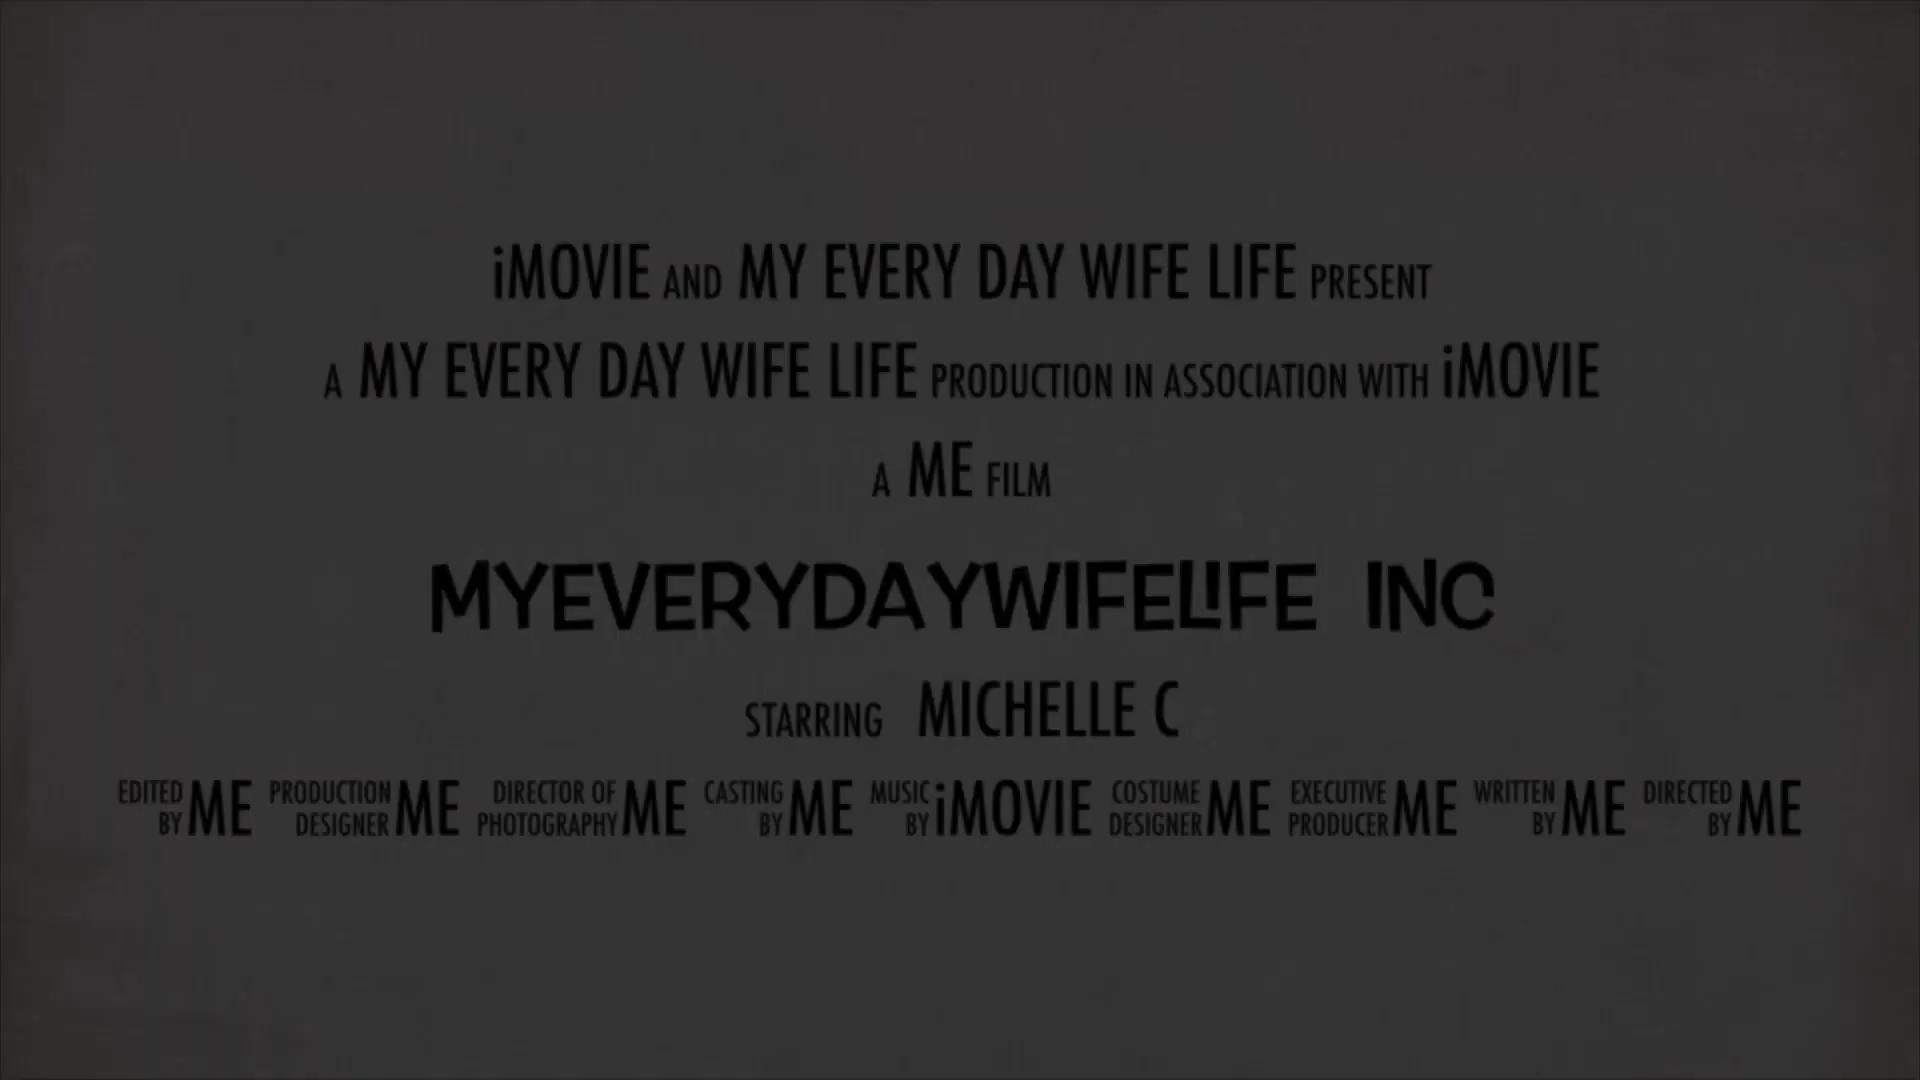 iMOVIE AND MY EVERY DAY WIFE LIFE PRESENT
A MY EVERY DAY WIFE LIFE PRODUCTION IN ASSOCIATION WITH iMOVIE
A ME FILM
MYEVERYDAYWIFELIFE INC
STARRING MICHELLE C
EDITED BY ME PRODUCTION DESIGNER ME DIRECTOR OF PHOTOGRAPHY ME CASTING BY ME MUSIC BY iMOVIE COSTUME DESIGNER ME EXECUTIVE PRODUCER ME WRITTEN BY ME DIRECTED BY ME